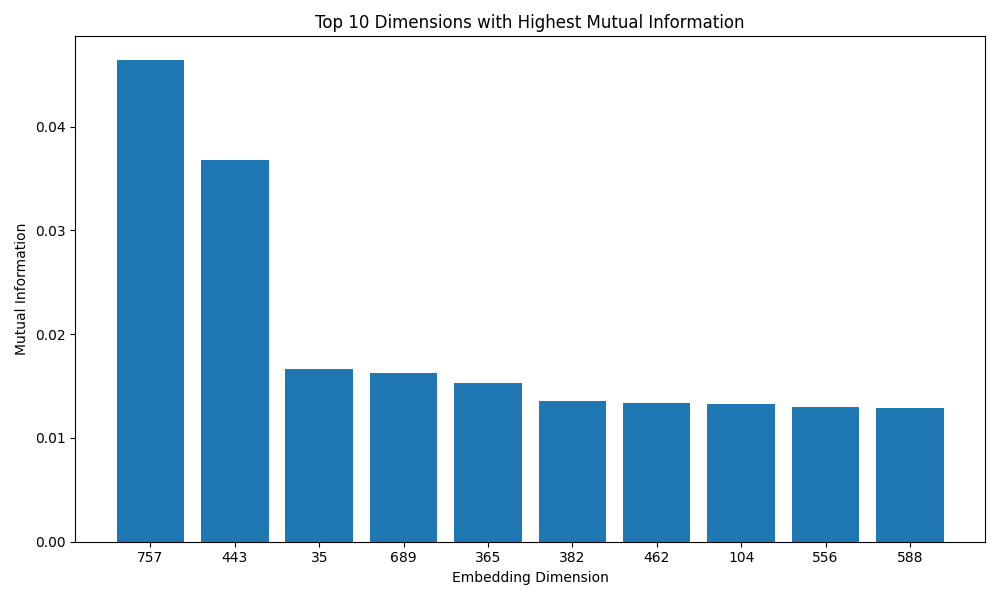 Top 10 Dimensions with Highest Mutual Information
Mutual Information
0.04
0.03
0.02
0.01
0.00
757 443 35 689 365 382 462 104 556 588
Embedding Dimension